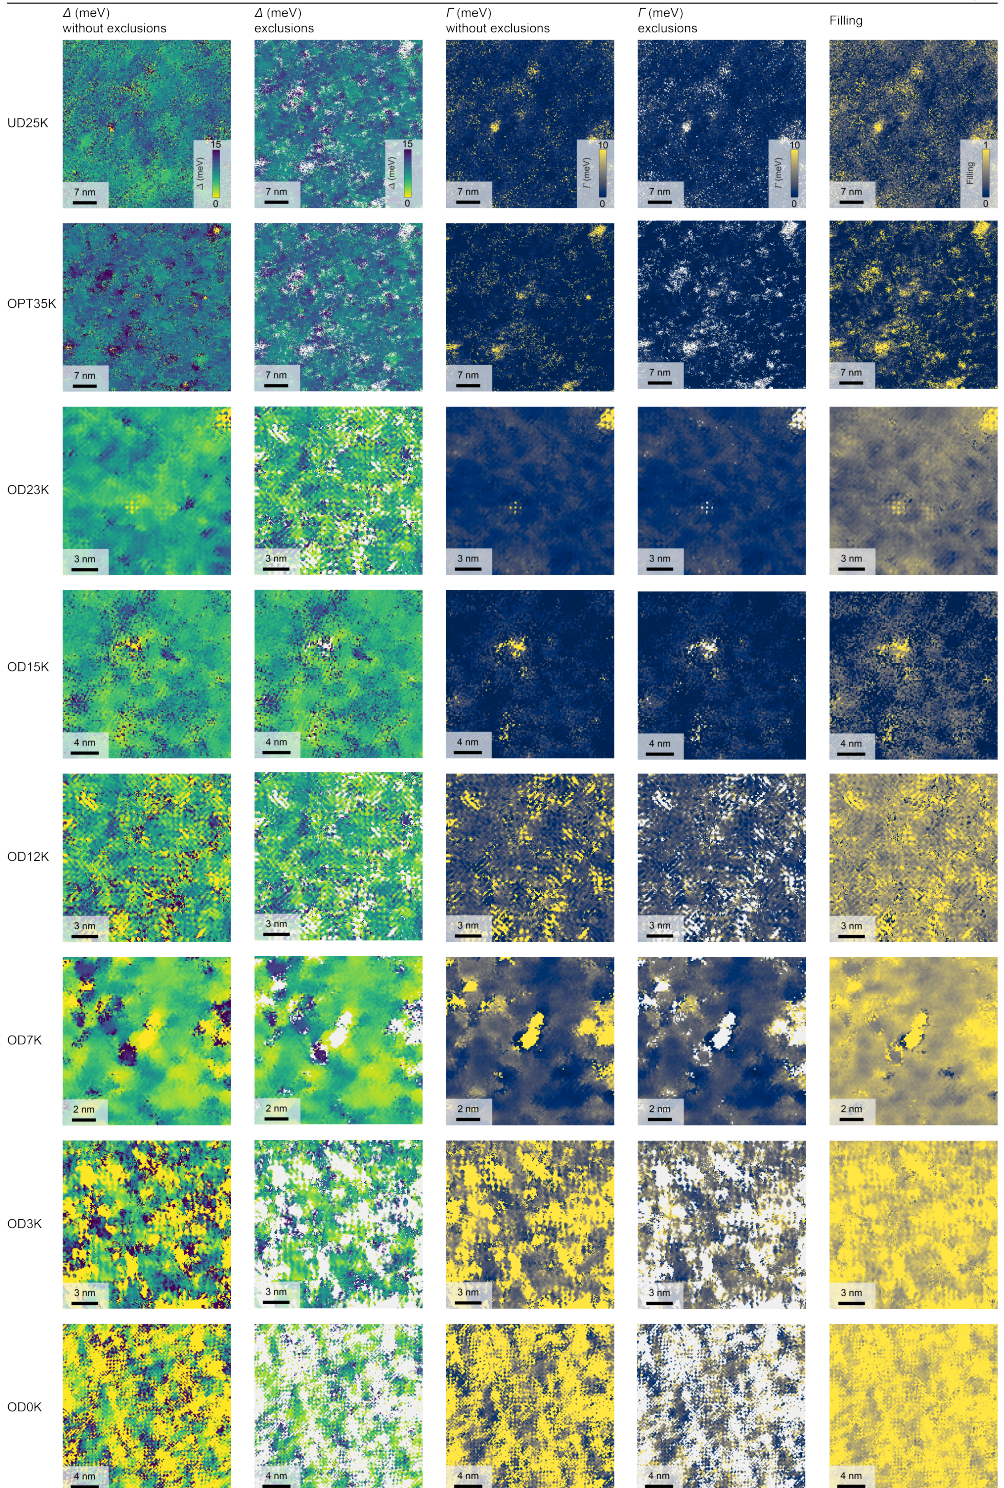 Δ (meV)
without exclusions
Δ (meV)
exclusions
Γ (meV)
without exclusions
Γ (meV)
exclusions
Filling
UD25K
15
Δ (meV)
0
7 nm
15
Δ (meV)
0
7 nm
10
Γ (meV)
0
7 nm
10
Γ (meV)
0
7 nm
1
Filling
0
7 nm
OPT35K
7 nm
7 nm
7 nm
7 nm
7 nm
OD23K
3 nm
3 nm
3 nm
3 nm
3 nm
OD15K
4 nm
4 nm
4 nm
4 nm
4 nm
OD12K
3 nm
3 nm
3 nm
3 nm
3 nm
OD7K
2 nm
2 nm
2 nm
2 nm
2 nm
OD3K
3 nm
3 nm
3 nm
3 nm
3 nm
OD0K
4 nm
4 nm
4 nm
4 nm
4 nm